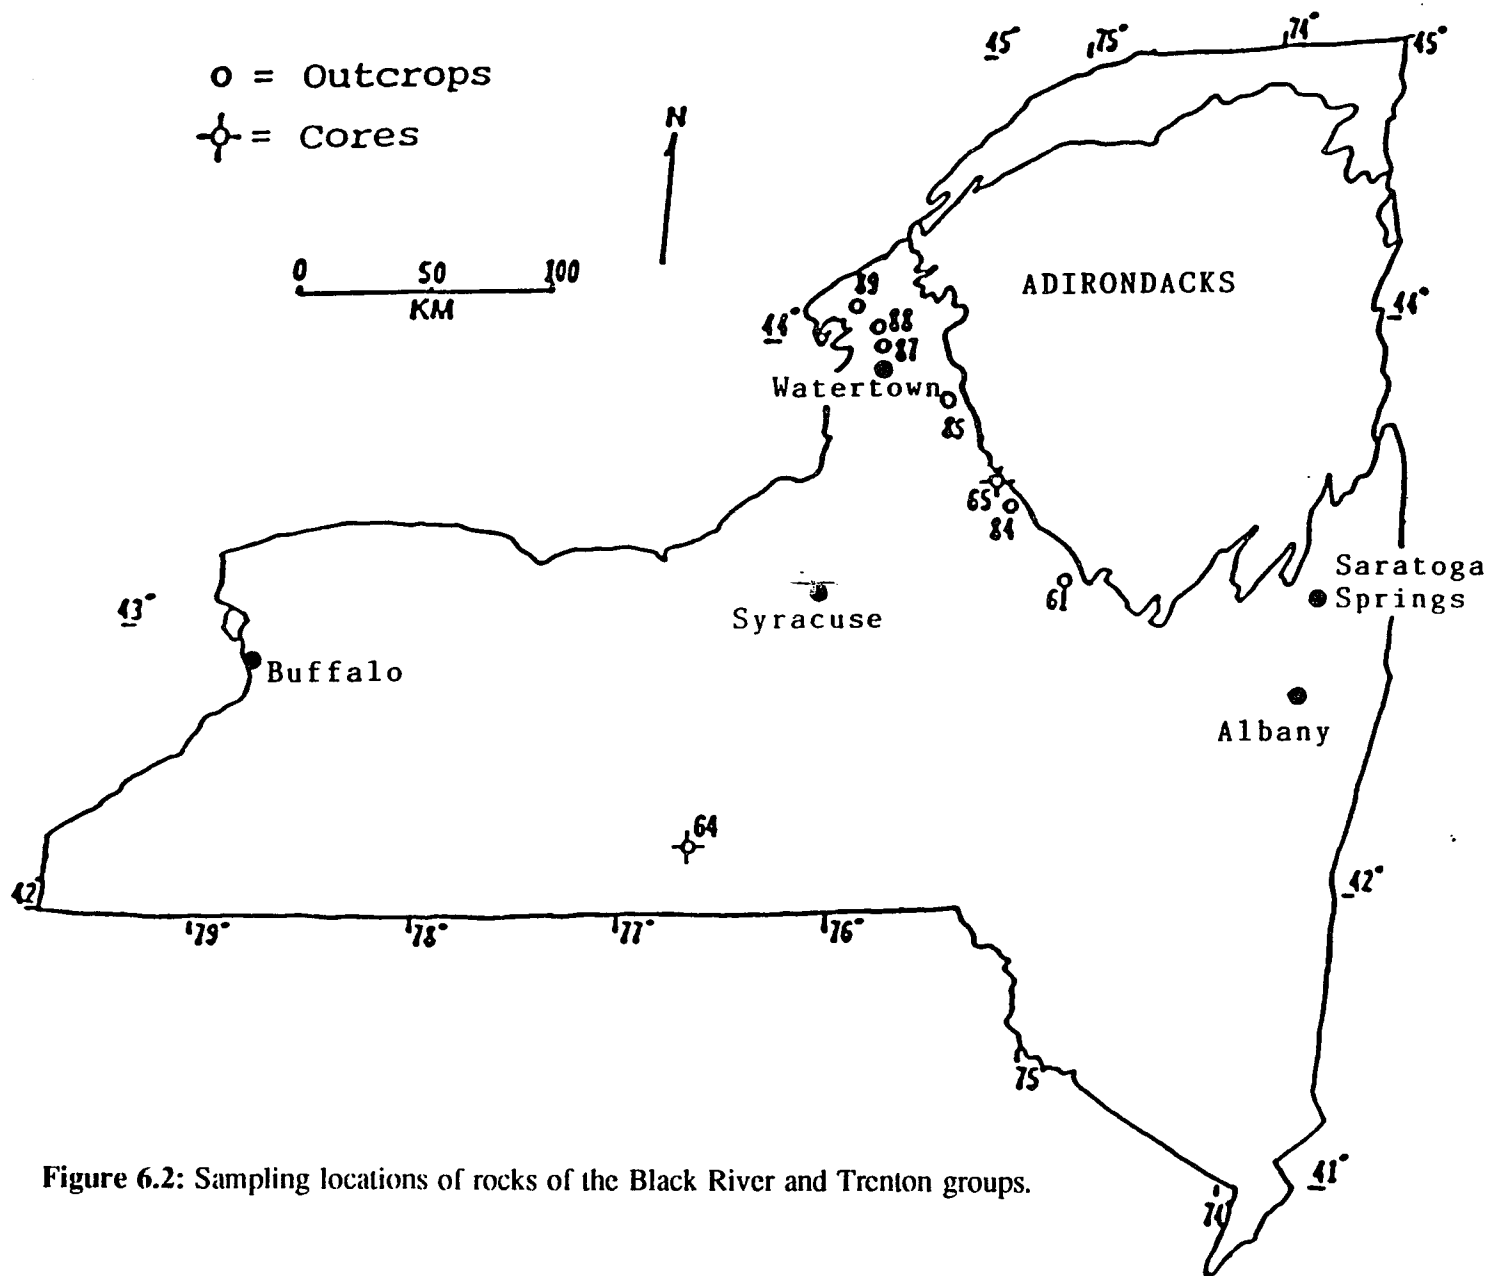 45°
75°
74°
45°
o = Outcrops
= Cores
N
0 50 100
KM
ADIRONDACKS
89
44°
88
87
44°
Watertown
85
65
84
Saratoga
Springs
43°
61
Syracuse
Buffalo
Albany
64
42
42°
79°
78°
77°
76°
75
41°
74
Figure 6.2: Sampling locations of rocks of the Black River and Trenton groups.